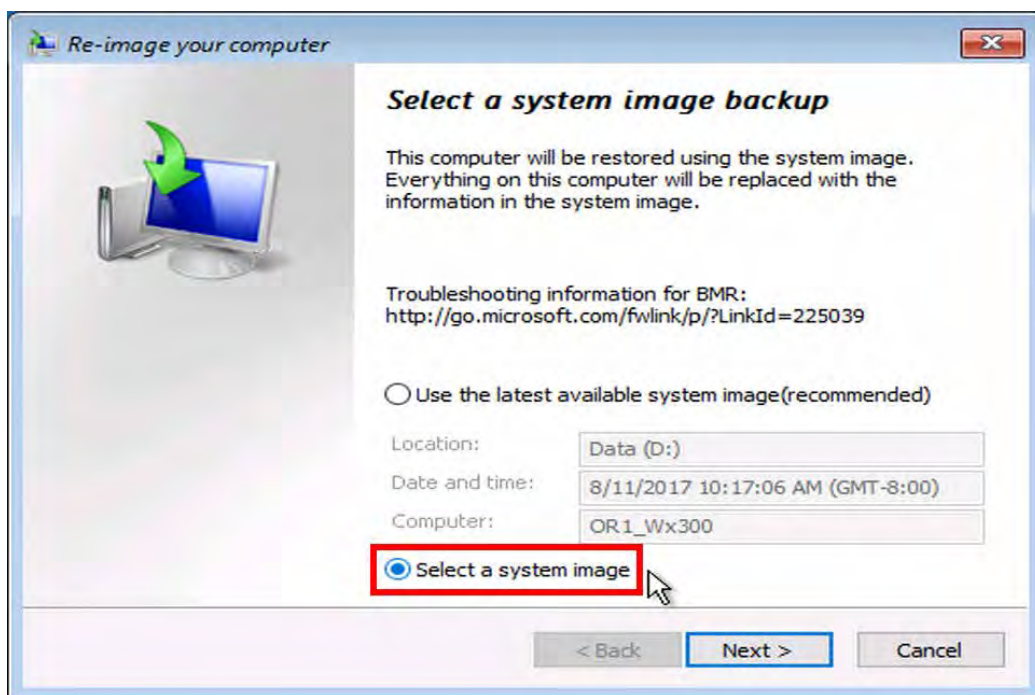 Re-image your computer
Select a system image backup
This computer will be restored using the system image.
Everything on this computer will be replaced with the
information in the system image.
Troubleshooting information for BMR:
http://go.microsoft.com/fwlink/p/?LinkId=225039
Use the latest available system image(recommended)
Location: Data (D:)
Date and time: 8/11/2017 10:17:06 AM (GMT-8:00)
Computer: OR1_Wx300
Select a system image
< Back Next > Cancel